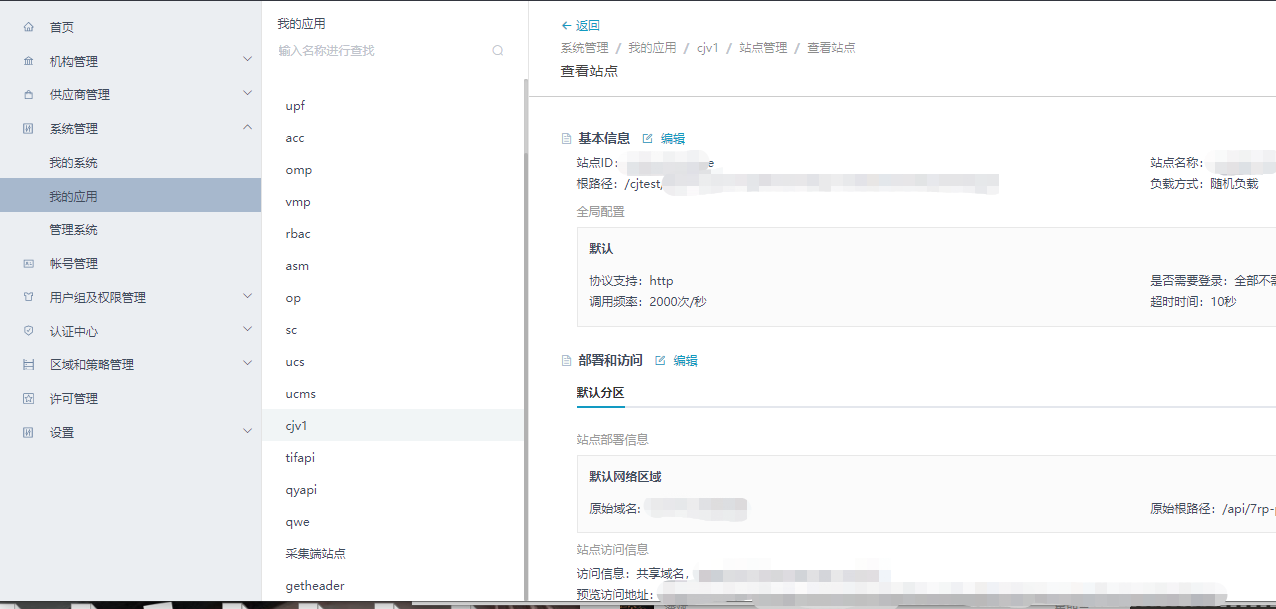 首页
机构管理
供应商管理
系统管理
我的系统
我的应用
管理系统
帐号管理
用户组及权限管理
认证中心
区域和策略管理
许可管理
设置
我的应用
输入名称进行查找
upf
acc
omp
vmp
rbac
asm
op
sc
ucs
ucms
cjv1
tifapi
qyapi
qwe
采集端站点
getheader
返回
系统管理 / 我的应用 / cjv1 / 站点管理 / 查看站点
查看站点
基本信息 编辑
站点ID： e 站点名称：
根路径：/cjtest/ 负载方式：随机负载
全局配置
默认
协议支持：http 是否需要登录：全部不需
调用频率：2000次/秒 超时时间：10秒
部署和访问 编辑
默认分区
站点部署信息
默认网络区域
原始域名： 原始根路径：/api/7rp-
站点访问信息
访问信息：共享域名，
预览访问地址：